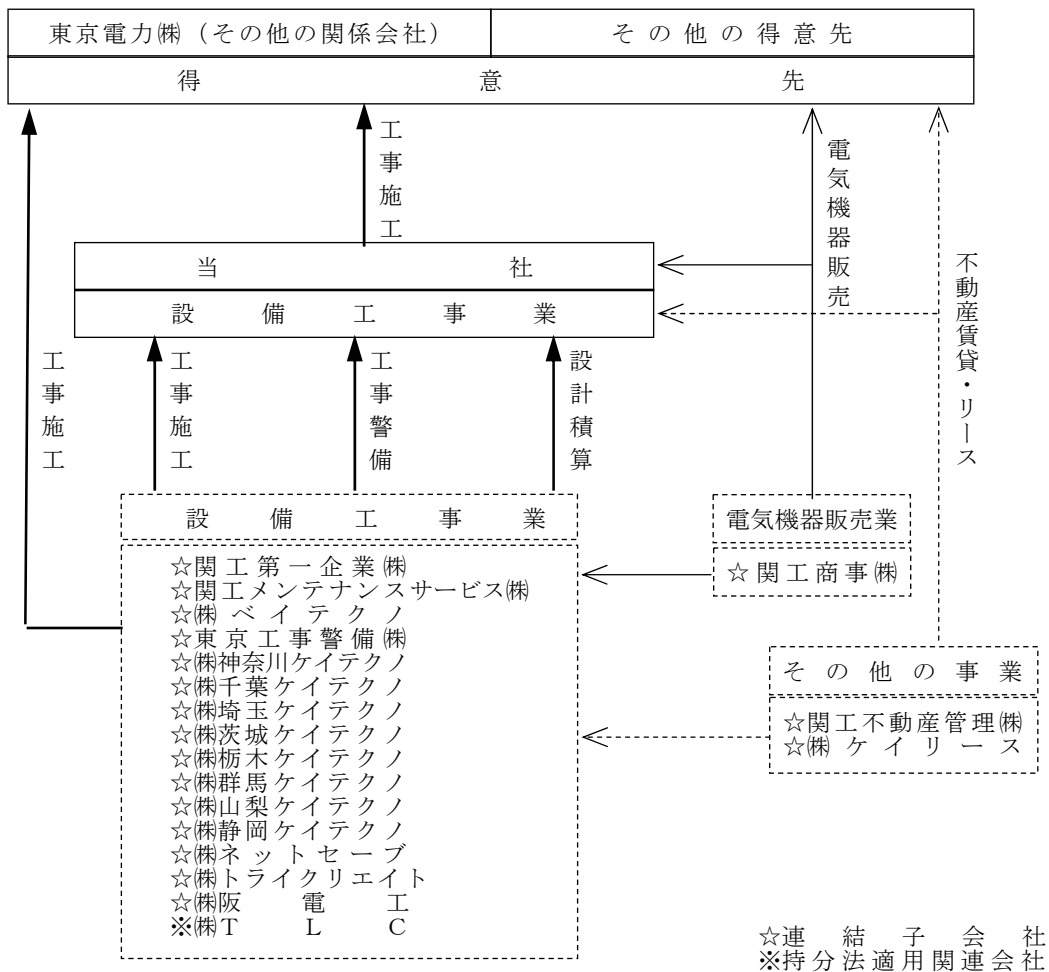 東京電力㈱（その他の関係会社）
その他の得意先
得意先
工事施工
電気機器販売
不動産賃貸・リース
当社
設備工事業
工事施工
工事施工
工事警備
設計積算
設備工事業
☆関工第一企業㈱
☆関工メンテナンスサービス㈱
☆㈱ベイテクノ
☆東京工事警備㈱
☆㈱神奈川ケイテクノ
☆㈱千葉ケイテクノ
☆㈱埼玉ケイテクノ
☆㈱茨城ケイテクノ
☆㈱栃木ケイテクノ
☆㈱群馬ケイテクノ
☆㈱山梨ケイテクノ
☆㈱静岡ケイテクノ
☆㈱ネットセーブ
☆㈱トライクリエイト
☆㈱阪電工
※㈱TLC
電気機器販売業
☆関工商事㈱
その他の事業
☆関工不動産管理㈱
☆㈱ケイリース
☆連結子会社
※持分法適用関連会社